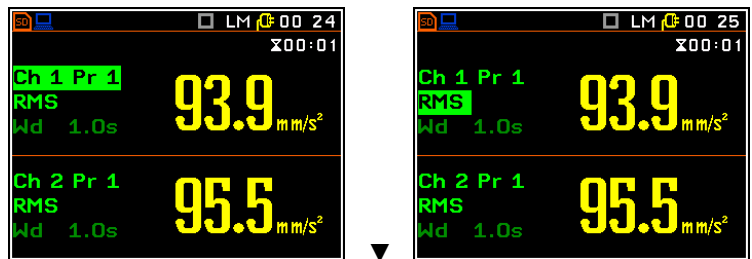 SD LM 00 24
00:01
Ch 1 Pr 1
RMS
Wd 1.0s
93.9 mm/s²
Ch 2 Pr 1
RMS
Wd 1.0s
95.5 mm/s²
SD LM 00 25
00:01
Ch 1 Pr 1
RMS
Wd 1.0s
93.9 mm/s²
Ch 2 Pr 1
RMS
Wd 1.0s
95.5 mm/s²